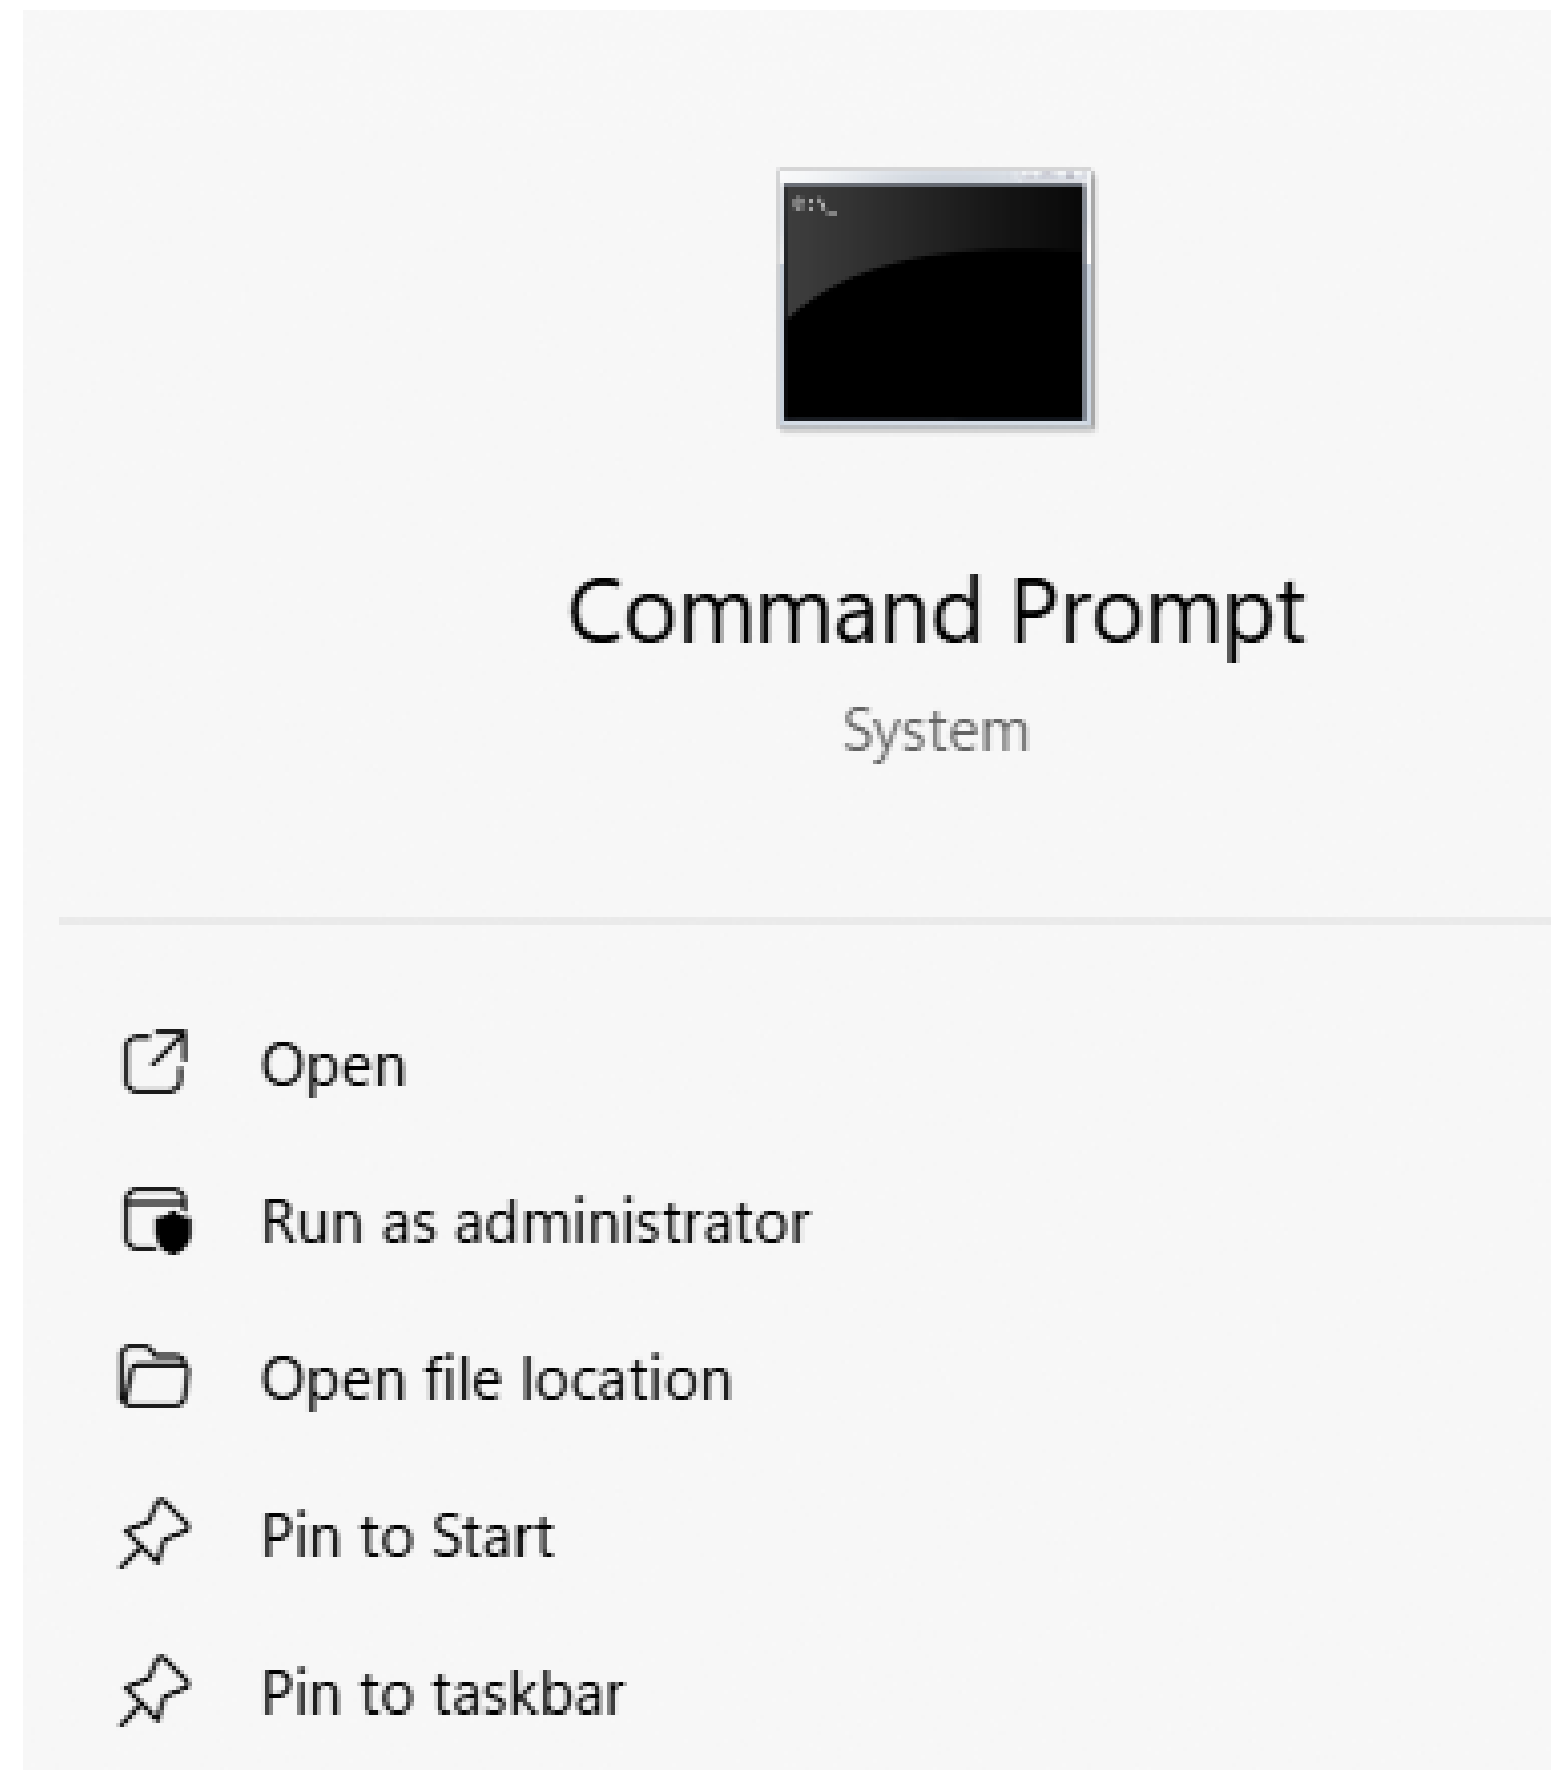 C:\_
Command Prompt
System
Open
Run as administrator
Open file location
Pin to Start
Pin to taskbar